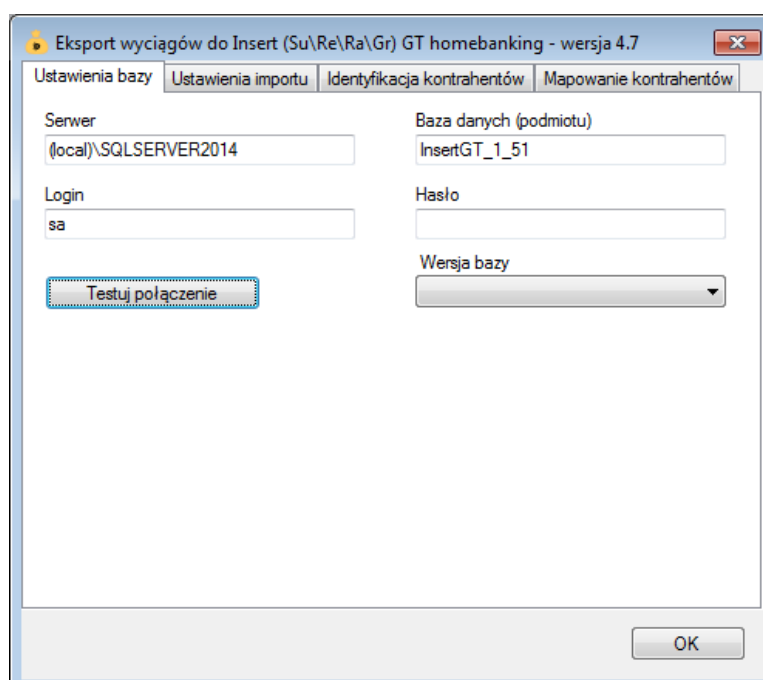 Eksport wyciągów do Insert (Su\Re\Ra\Gr) GT homebanking - wersja 4.7
Ustawienia bazy Ustawienia importu Identyfikacja kontrahentów Mapowanie kontrahentów
Serwer Baza danych (podmiotu)
(local)\SQLSERVER2014 InsertGT_1_51
Login Hasło
sa
Wersja bazy
Testuj połączenie
OK